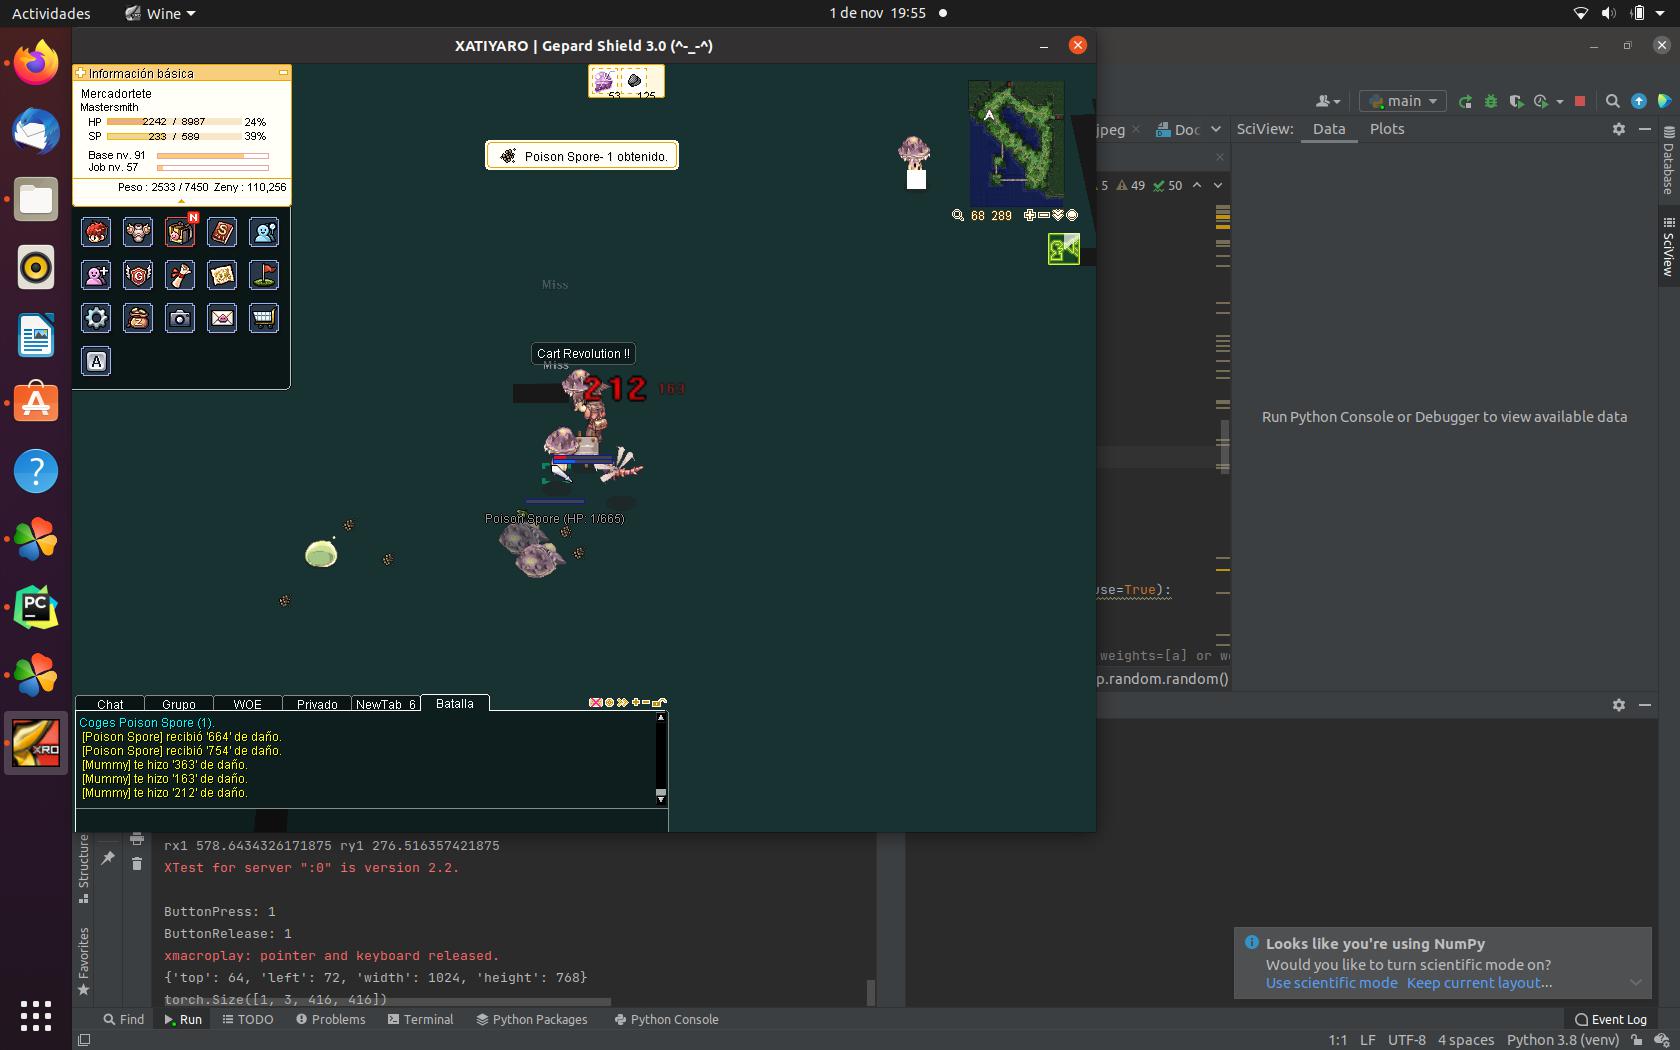 Actividades
Wine
1 de nov 19:55
XATIYARO | Gepard Shield 3.0 (^-_-^)
Información básica
Mercadortete
Mastersmith
HP 2242 / 8987 24%
SP 233 / 589 39%
Base nv. 91
Job nv. 57
Peso : 2533 / 7450 Zeny : 110,256
N
A
53 125
Poison Spore- 1 obtenido.
68 289
Miss
Cart Revolution !!
Miss
212 163
Poison Spore (HP: 1/665)
Chat Grupo WOE Privado NewTab_6 Batalla
Coges Poison Spore (1).
[Poison Spore] recibió '664' de daño.
[Poison Spore] recibió '754' de daño.
[Mummy] te hizo '363' de daño.
[Mummy] te hizo '163' de daño.
[Mummy] te hizo '212' de daño.
main
jpeg Doc SciView: Data Plots
5 49 50
Database
SciView
Run Python Console or Debugger to view available data
use=True):
weights=[a] or w
p.random.random()
PC
XRO
Structure
Favorites
rx1 578.6434326171875 ry1 276.516357421875
XTest for server ":0" is version 2.2.
ButtonPress: 1
ButtonRelease: 1
xmacroplay: pointer and keyboard released.
{'top': 64, 'left': 72, 'width': 1024, 'height': 768}
torch.Size([1, 3, 416, 416])
Looks like you're using NumPy
Would you like to turn scientific mode on?
Use scientific mode Keep current layout...
Find Run TODO Problems Terminal Python Packages Python Console
Event Log
1:1 LF UTF-8 4 spaces Python 3.8 (venv)